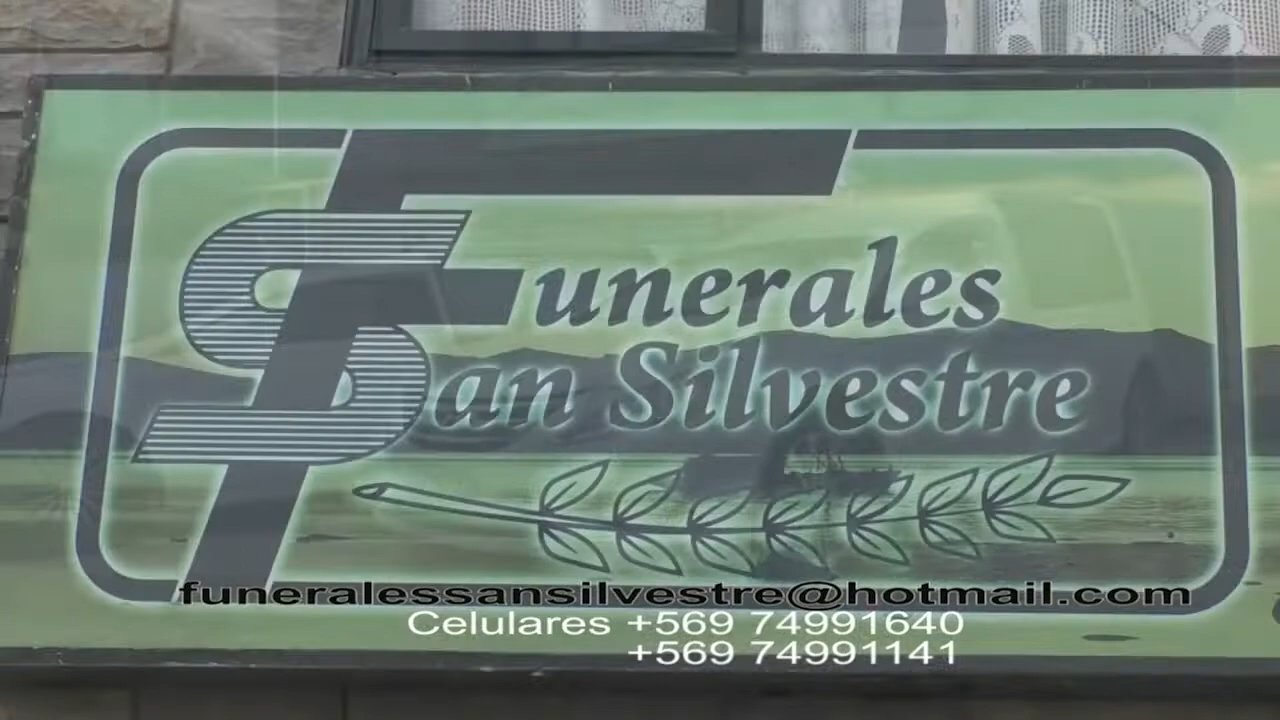 Funerales
San Silvestre
funeralessansilvestre@hotmail.com
Celulares +569 74991640
+569 74991141